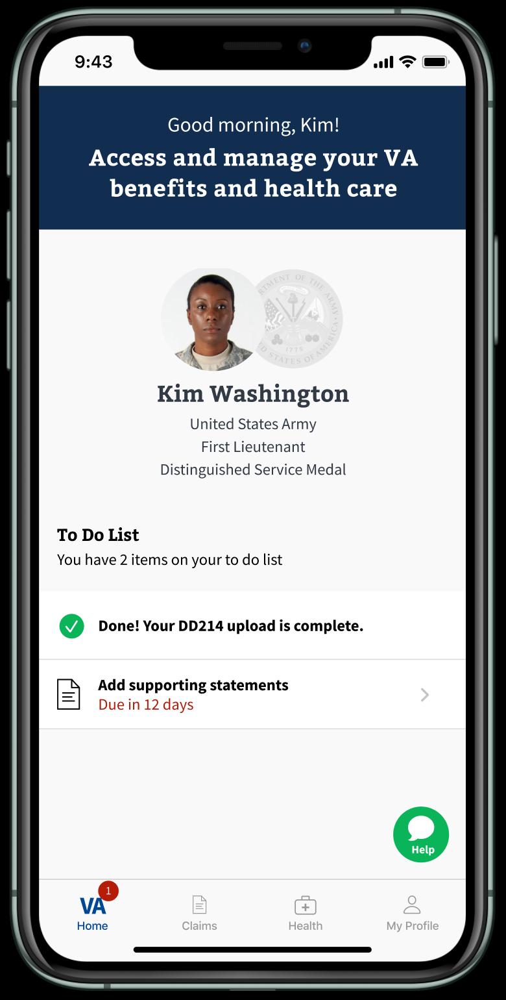 9:43
Good morning, Kim!
Access and manage your VA
benefits and health care
RTMENT OF THE ARMY
1775
D STATES OF AMERICA
Kim Washington
United States Army
First Lieutenant
Distinguished Service Medal
To Do List
You have 2 items on your to do list
Done! Your DD214 upload is complete.
Add supporting statements
Due in 12 days
Help
1
VA
Home
Claims
Health
My Profile